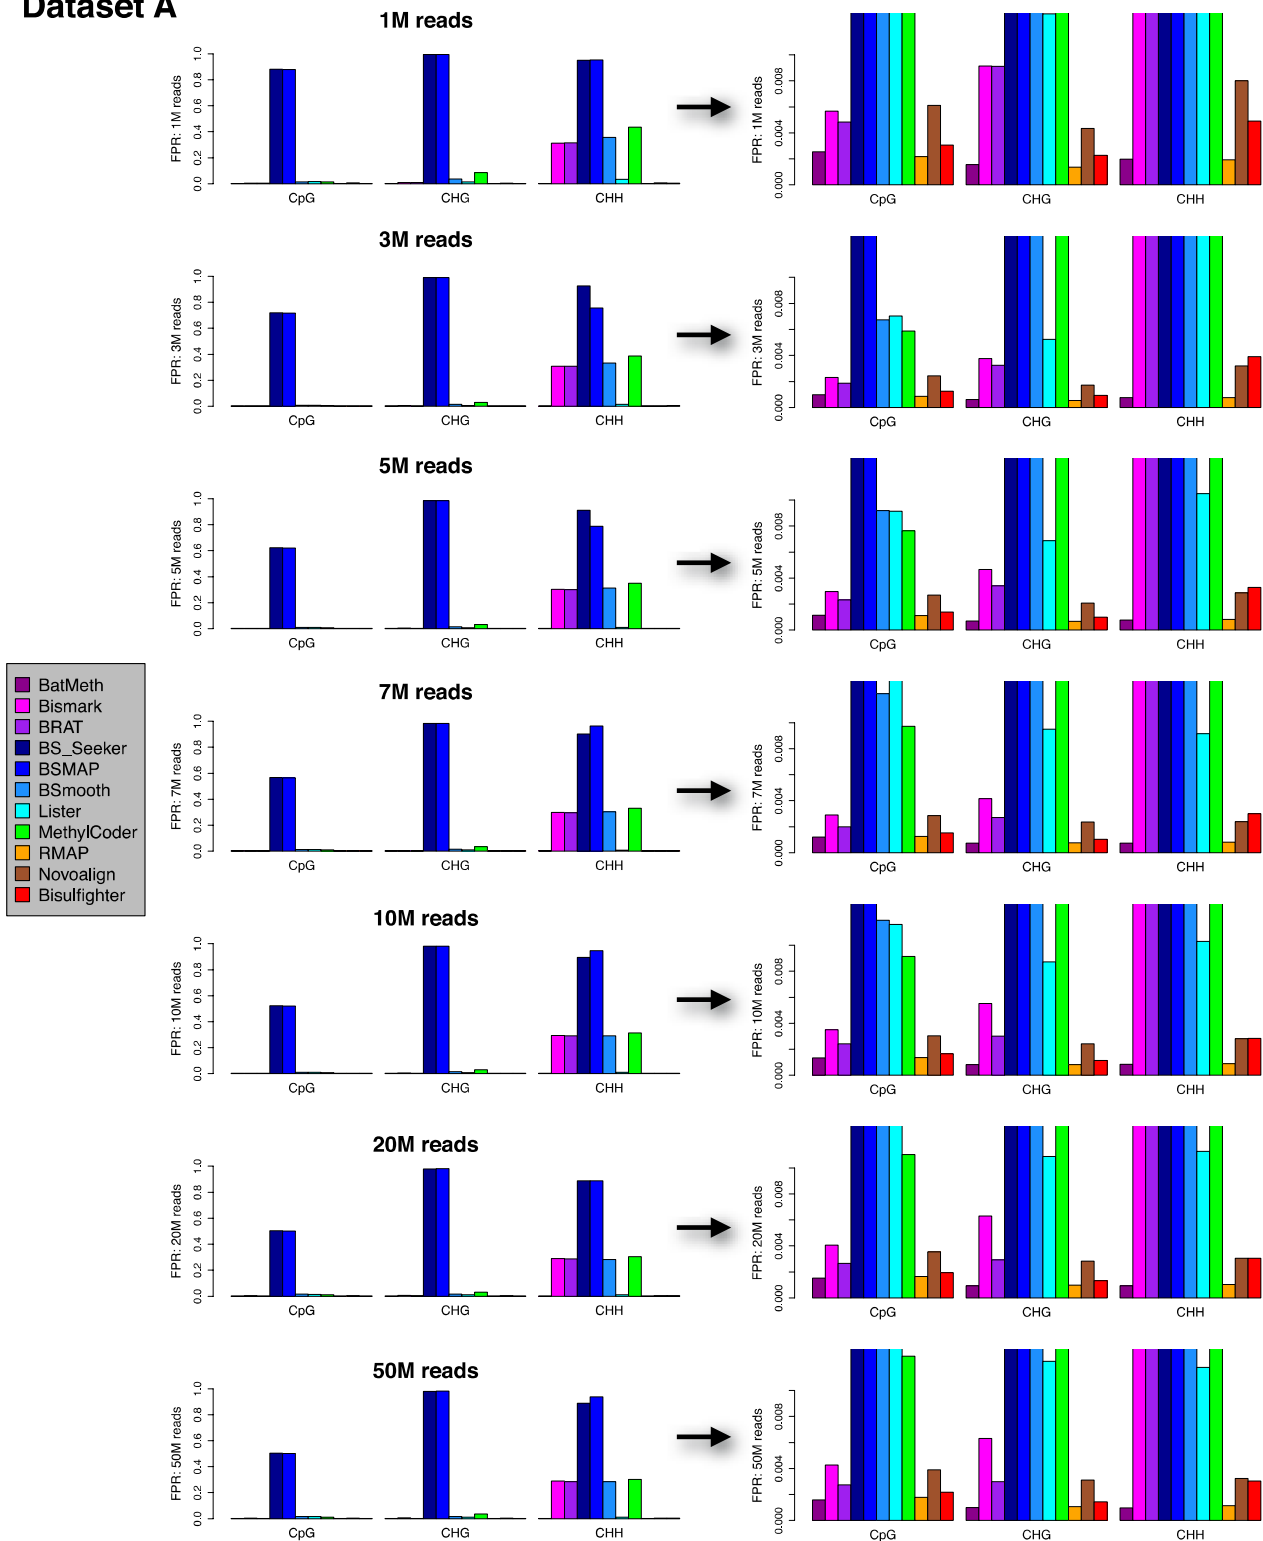 Dataset A
1M reads
FPR: 1M reads
0.0 0.2 0.4 0.6 0.8 1.0
CpG CHG CHH
FPR: 1M reads
0.000 0.004 0.008
CpG CHG CHH
3M reads
FPR: 3M reads
0.0 0.2 0.4 0.6 0.8 1.0
CpG CHG CHH
FPR: 3M reads
0.000 0.004 0.008
CpG CHG CHH
5M reads
FPR: 5M reads
0.0 0.2 0.4 0.6 0.8 1.0
CpG CHG CHH
FPR: 5M reads
0.000 0.004 0.008
CpG CHG CHH
BatMeth
Bismark
BRAT
BS_Seeker
BSMAP
BSmooth
Lister
MethylCoder
RMAP
Novoalign
Bisulfighter
7M reads
FPR: 7M reads
0.0 0.2 0.4 0.6 0.8 1.0
CpG CHG CHH
FPR: 7M reads
0.000 0.004 0.008
CpG CHG CHH
10M reads
FPR: 10M reads
0.0 0.2 0.4 0.6 0.8 1.0
CpG CHG CHH
FPR: 10M reads
0.000 0.004 0.008
CpG CHG CHH
20M reads
FPR: 20M reads
0.0 0.2 0.4 0.6 0.8 1.0
CpG CHG CHH
FPR: 20M reads
0.000 0.004 0.008
CpG CHG CHH
50M reads
FPR: 50M reads
0.0 0.2 0.4 0.6 0.8 1.0
CpG CHG CHH
FPR: 50M reads
0.000 0.004 0.008
CpG CHG CHH